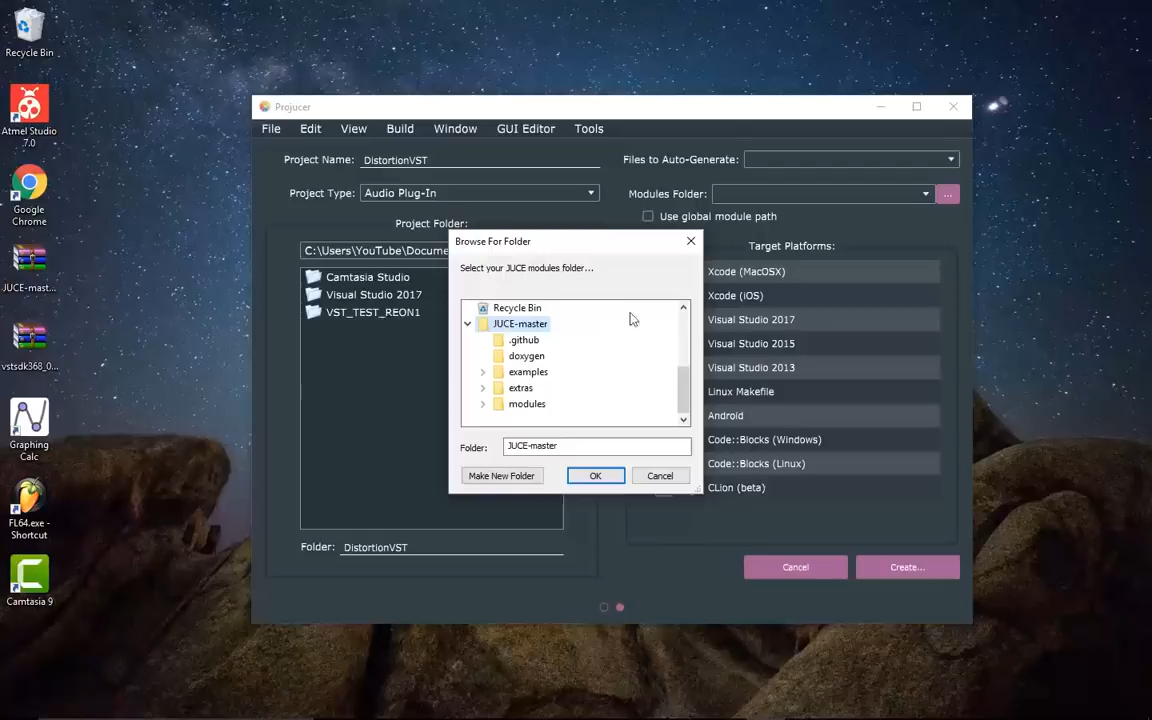 Recycle Bin
Atmel Studio
7.0
Google
Chrome
JUCE-mast...
vstsdk368_0...
Graphing
Calc
FL64.exe -
Shortcut
Camtasia 9
Projucer
File Edit View Build Window GUI Editor Tools
Project Name: DistortionVST
Files to Auto-Generate:
Project Type: Audio Plug-In
Modules Folder: ...
Use global module path
Project Folder:
C:\Users\YouTube\Docume
Camtasia Studio
Visual Studio 2017
VST_TEST_REON1
Folder: DistortionVST
Target Platforms:
Xcode (MacOSX)
Xcode (iOS)
Visual Studio 2017
Visual Studio 2015
Visual Studio 2013
Linux Makefile
Android
Code::Blocks (Windows)
Code::Blocks (Linux)
CLion (beta)
Cancel Create...
Browse For Folder
Select your JUCE modules folder...
Recycle Bin
JUCE-master
.github
doxygen
examples
extras
modules
Folder: JUCE-master
Make New Folder OK Cancel